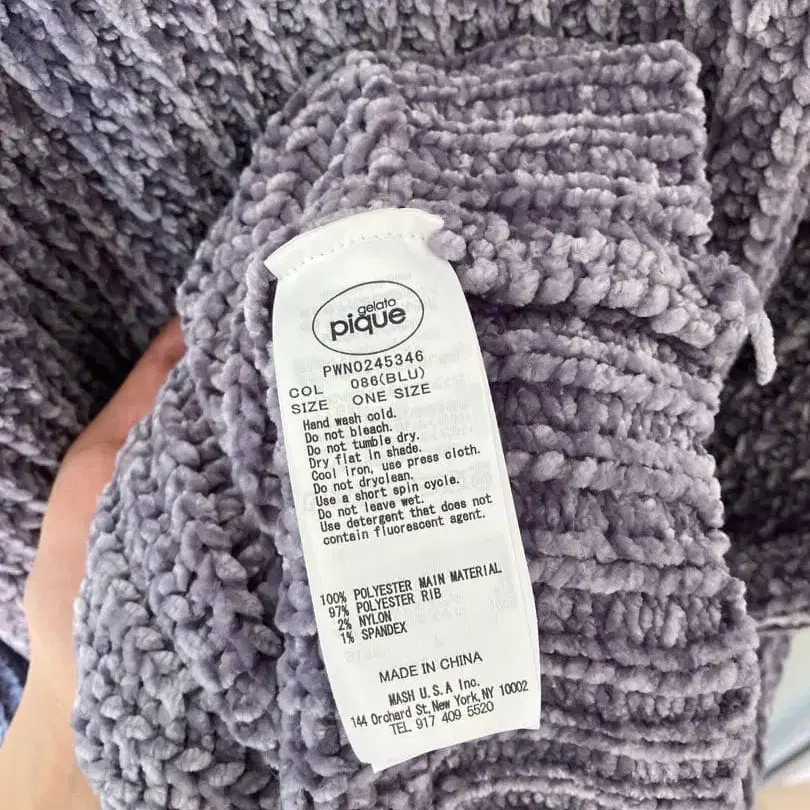 gelato
pique
PWNO245346
COL 086(BLU)
SIZE ONE SIZE
Hand wash cold.
Do not bleach.
Do not tumble dry.
Dry flat in shade.
Cool iron, use press cloth.
Do not dryclean.
Use a short spin cycle.
Do not leave wet.
Use detergent that does not
contain fluorescent agent.
100% POLYESTER MAIN MATERIAL
97% POLYESTER RIB
2% NYLON
1% SPANDEX
MADE IN CHINA
MASH U.S.A Inc.
144 Orchard St, New York, NY 10002
TEL 917 409 5520